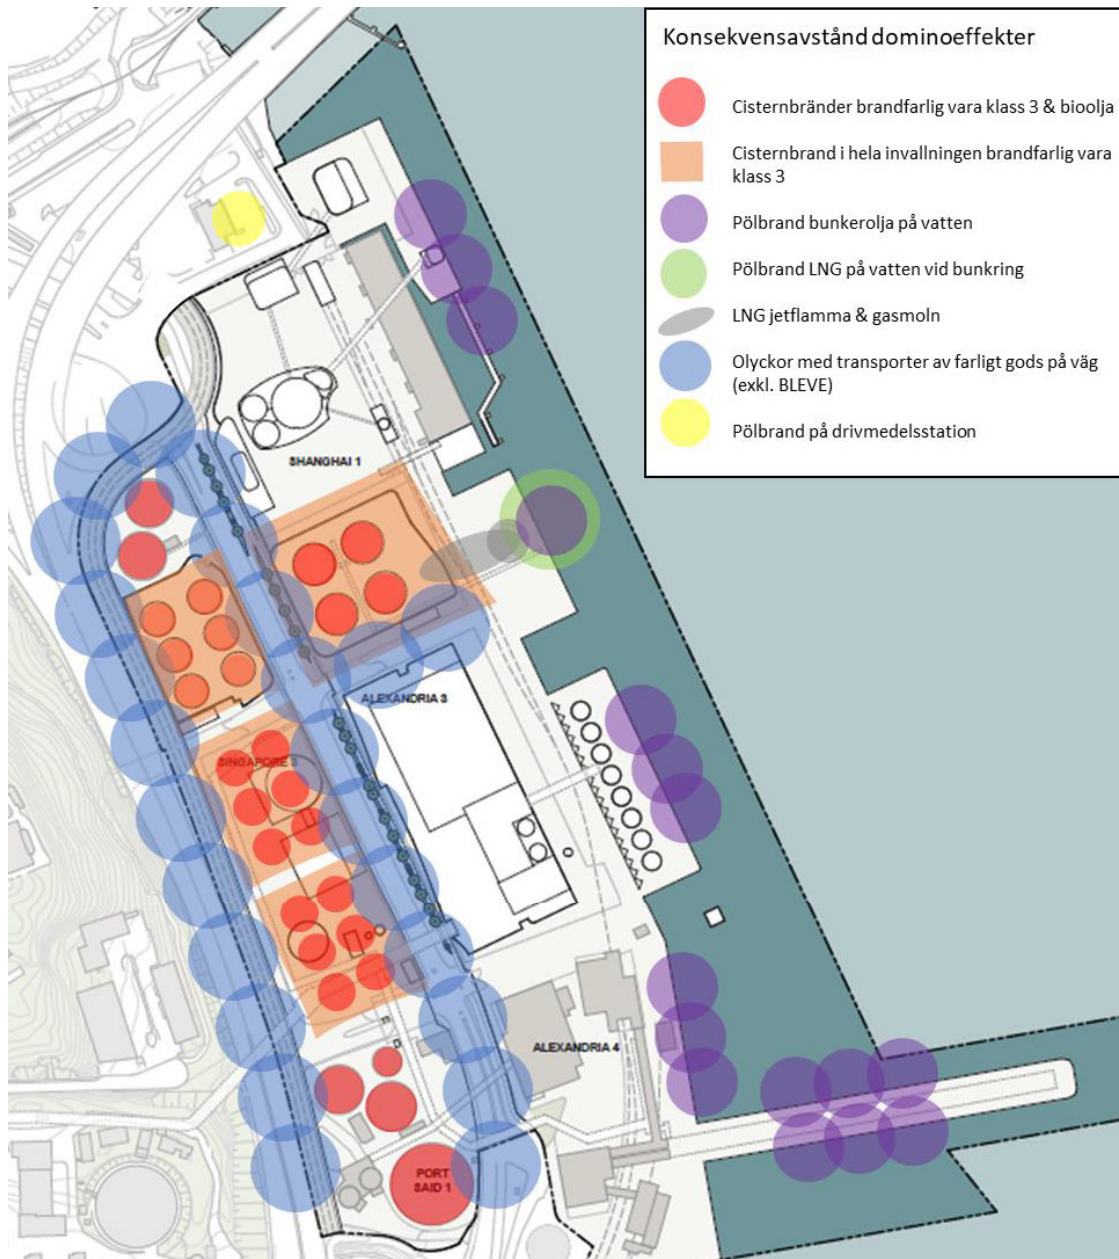 Konsekvensavstånd dominoeffekter
Cisternbränder brandfarlig vara klass 3 & bioolja
Cisternbrand i hela invallningen brandfarlig vara
klass 3
Pölbrand bunkerolja på vatten
Pölbrand LNG på vatten vid bunkring
LNG jetflamma & gasmoln
Olyckor med transporter av farligt gods på väg
(exkl. BLEVE)
Pölbrand på drivmedelsstation
SHANGHAI 1
ALEXANDRIA 3
SINGAPORE 3
ALEXANDRIA 4
PORT
SAID 1